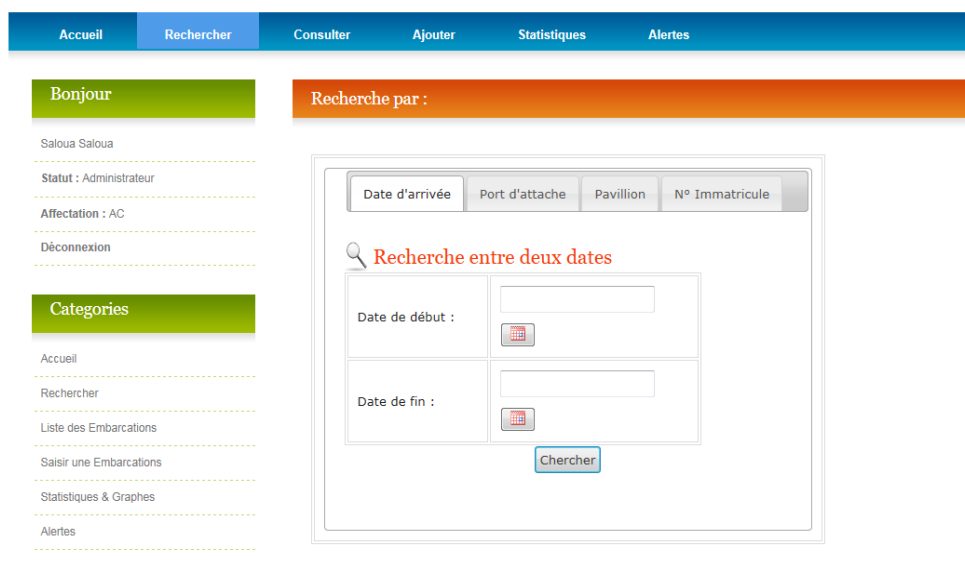 Accueil Rechercher Consulter Ajouter Statistiques Alertes
Bonjour
Saloua Saloua
Statut : Administrateur
Affectation : AC
Dèconnexion
Categories
Accueil
Rechercher
Liste des Embarcations
Saisir une Embarcations
Statistiques & Graphes
Alertes
Recherche par :
Date d'arrivée Port d'attache Pavillion N° Immatricule
Recherche entre deux dates
Date de début :
Date de fin :
Chercher